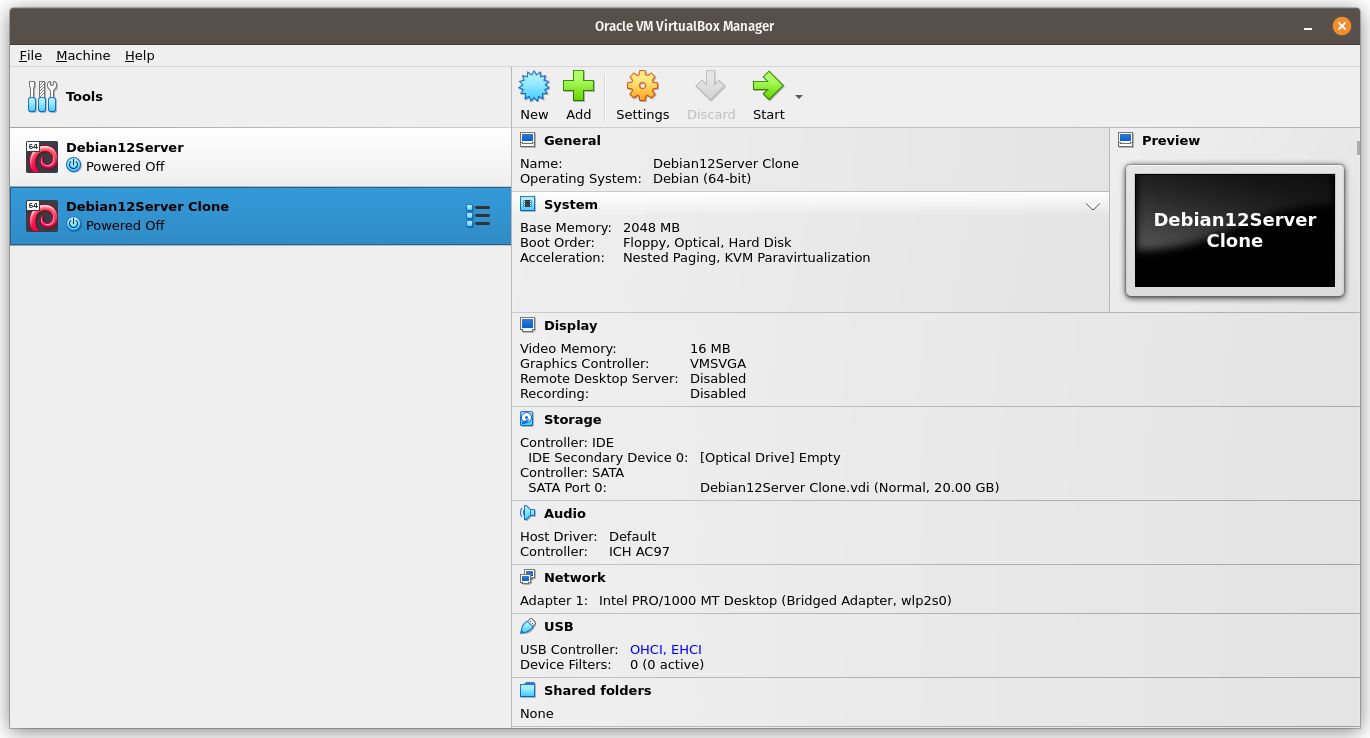 Oracle VM VirtualBox Manager
File Machine Help
Tools
64
Debian12Server
Powered Off
64
Debian12Server Clone
Powered Off
New Add Settings Discard Start
General
Name: Debian12Server Clone
Operating System: Debian (64-bit)
System
Base Memory: 2048 MB
Boot Order: Floppy, Optical, Hard Disk
Acceleration: Nested Paging, KVM Paravirtualization
Preview
Debian12Server
Clone
Display
Video Memory: 16 MB
Graphics Controller: VMSVGA
Remote Desktop Server: Disabled
Recording: Disabled
Storage
Controller: IDE
IDE Secondary Device 0: [Optical Drive] Empty
Controller: SATA
SATA Port 0: Debian12Server Clone.vdi (Normal, 20.00 GB)
Audio
Host Driver: Default
Controller: ICH AC97
Network
Adapter 1: Intel PRO/1000 MT Desktop (Bridged Adapter, wlp2s0)
USB
USB Controller: OHCI, EHCI
Device Filters: 0 (0 active)
Shared folders
None